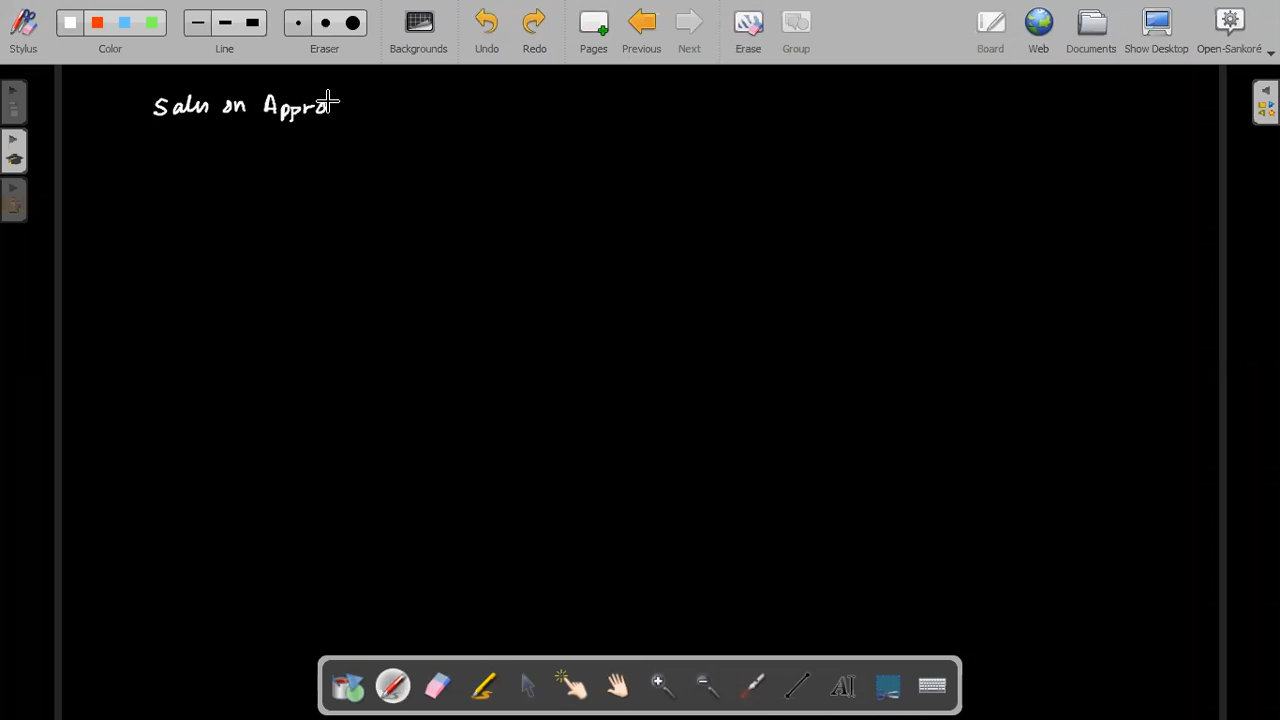 Stylus
Color
Line
Eraser
Backgrounds
Undo
Redo
Pages
Previous
Next
Erase
Group
Board
Web
Documents
Show Desktop
Open-Sankoré
Sales on Appro